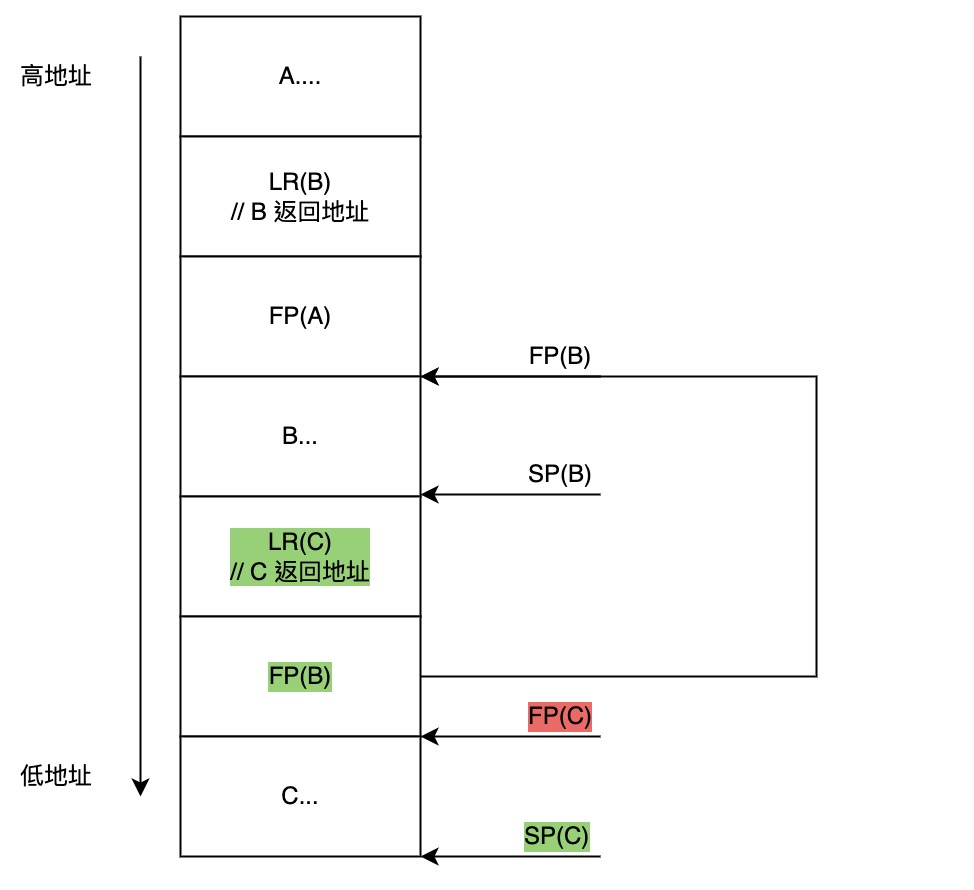 高地址
A....
LR(B)
// B 返回地址
FP(A)
FP(B)
B...
SP(B)
LR(C)
// C 返回地址
FP(B)
FP(C)
低地址
C...
SP(C)